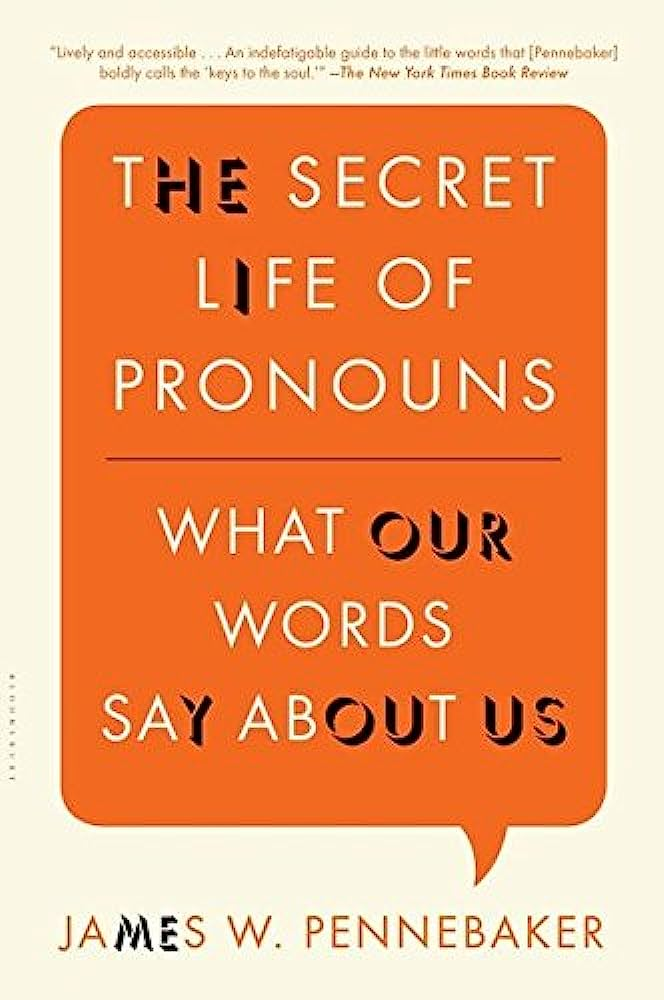 “Lively and accessible . . . An indefatigable guide to the little words that [Pennebaker]
boldly calls the ‘keys to the soul.’” —The New York Times Book Review
THE SECRET
LIFE OF
PRONOUNS
WHAT OUR
WORDS
SAY ABOUT US
BLOOMSBURY
JAMES W. PENNEBAKER